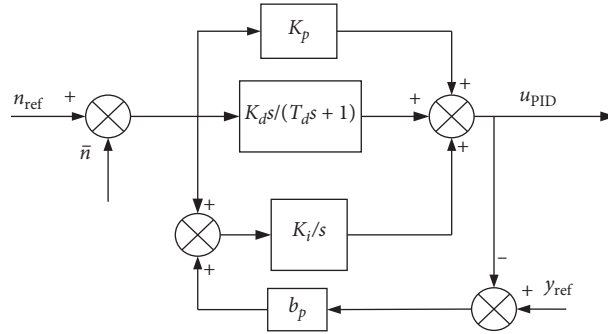 K_p
n_ref
+
+
K_d s/(T_d s + 1)
+
u_PID
n̄
+
+
K_i/s
+
−
b_p
+
y_ref